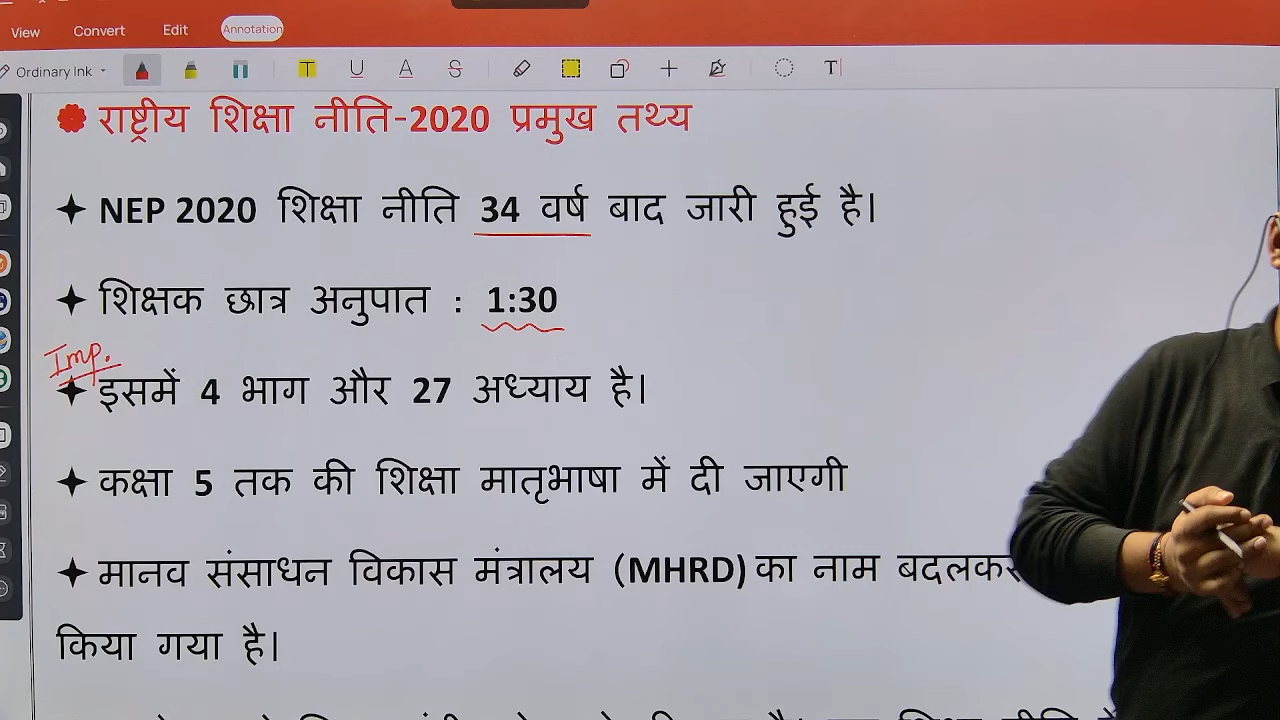 View Convert Edit Annotation
Ordinary Ink T U A S T
राष्ट्रीय शिक्षा नीति-2020 प्रमुख तथ्य
NEP 2020 शिक्षा नीति 34 वर्ष बाद जारी हुई है।
शिक्षक छात्र अनुपात : 1:30
Imp.
इसमें 4 भाग और 27 अध्याय है।
कक्षा 5 तक की शिक्षा मातृभाषा में दी जाएगी
मानव संसाधन विकास मंत्रालय (MHRD) का नाम बदलकर
किया गया है।